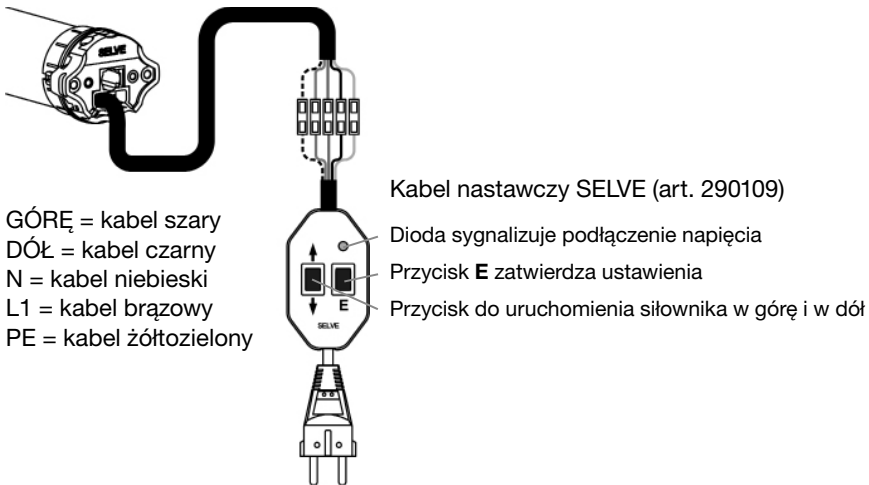 SELVE
Kabel nastawczy SELVE (art. 290109)
GÓRĘ = kabel szary
DÓŁ = kabel czarny
N = kabel niebieski
L1 = kabel brązowy
PE = kabel żółtozielony
Dioda sygnalizuje podłączenie napięcia
Przycisk E zatwierdza ustawienia
Przycisk do uruchomienia siłownika w górę i w dół
E
SELVE